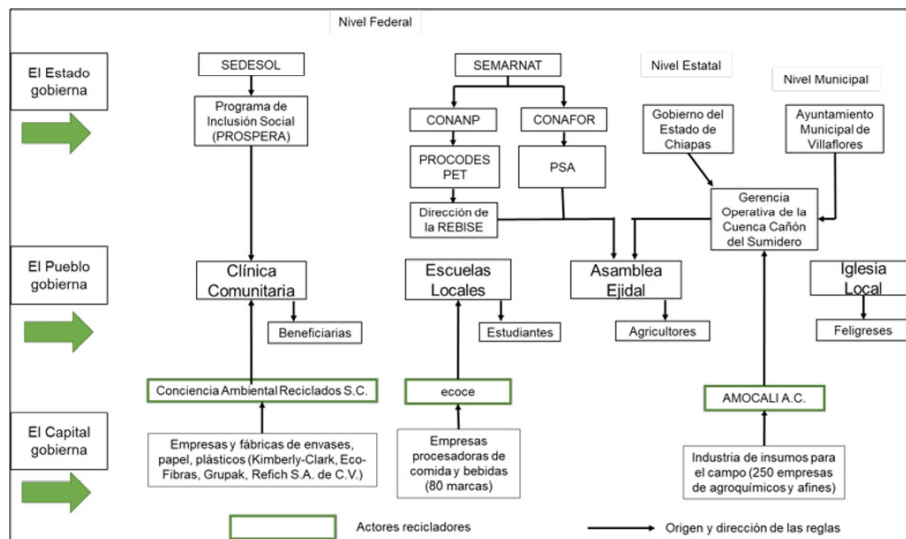 Nivel Federal
El Estado
gobierna
SEDESOL
Programa de
Inclusión Social
(PROSPERA)
SEMARNAT
CONANP
CONAFOR
PROCODES
PET
PSA
Dirección de
la REBISE
Nivel Estatal
Nivel Municipal
Gobierno del
Estado de
Chiapas
Ayuntamiento
Municipal de
Villaflores
Gerencia
Operativa de la
Cuenca Cañón
del Sumidero
El Pueblo
gobierna
Clínica
Comunitaria
Beneficiarias
Escuelas
Locales
Estudiantes
Asamblea
Ejidal
Agricultores
Iglesia
Local
Feligreses
Conciencia Ambiental Reciclados S.C.
ecoce
AMOCALI A.C.
El Capital
gobierna
Empresas y fábricas de envases,
papel, plásticos (Kimberly-Clark, Eco-
Fibras, Grupak, Refich S.A. de C.V.)
Empresas
procesadoras de
comida y bebidas
(80 marcas)
Industria de insumos para
el campo (250 empresas
de agroquímicos y afines)
Actores recicladores
Origen y dirección de las reglas